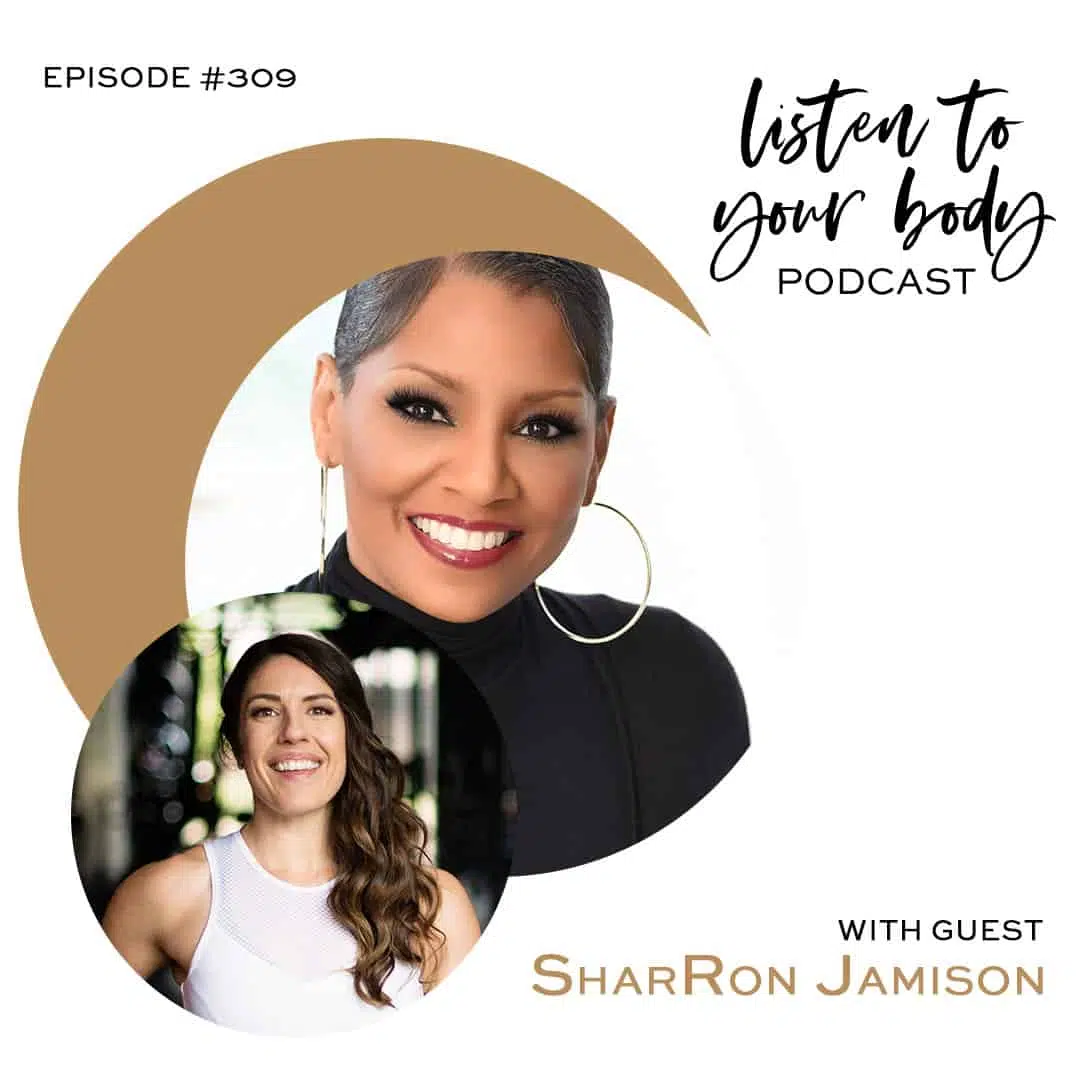 EPISODE #309
listen to
your body
PODCAST
WITH GUEST
SHARRON JAMISON